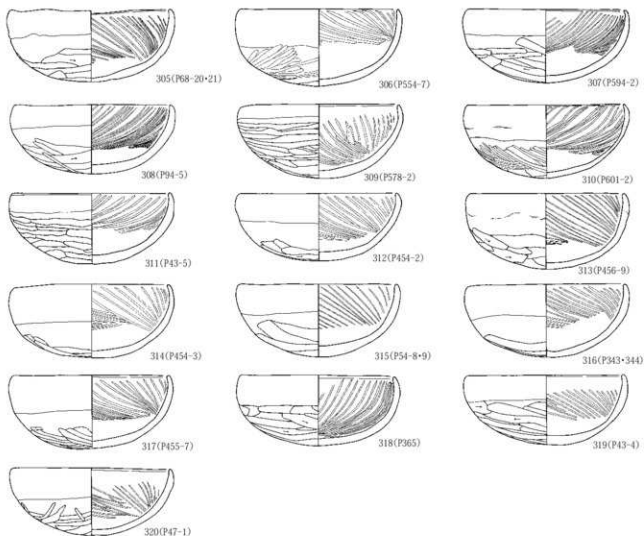 305(P68-20•21)
306(P554-7)
307(P594-2)
308(P94-5)
309(P578-2)
310(P601-2)
311(P43-5)
312(P454-2)
313(P456-9)
314(P454-3)
315(P54-8•9)
316(P343•344)
317(P455-7)
318(P365)
319(P43-4)
320(P47-1)